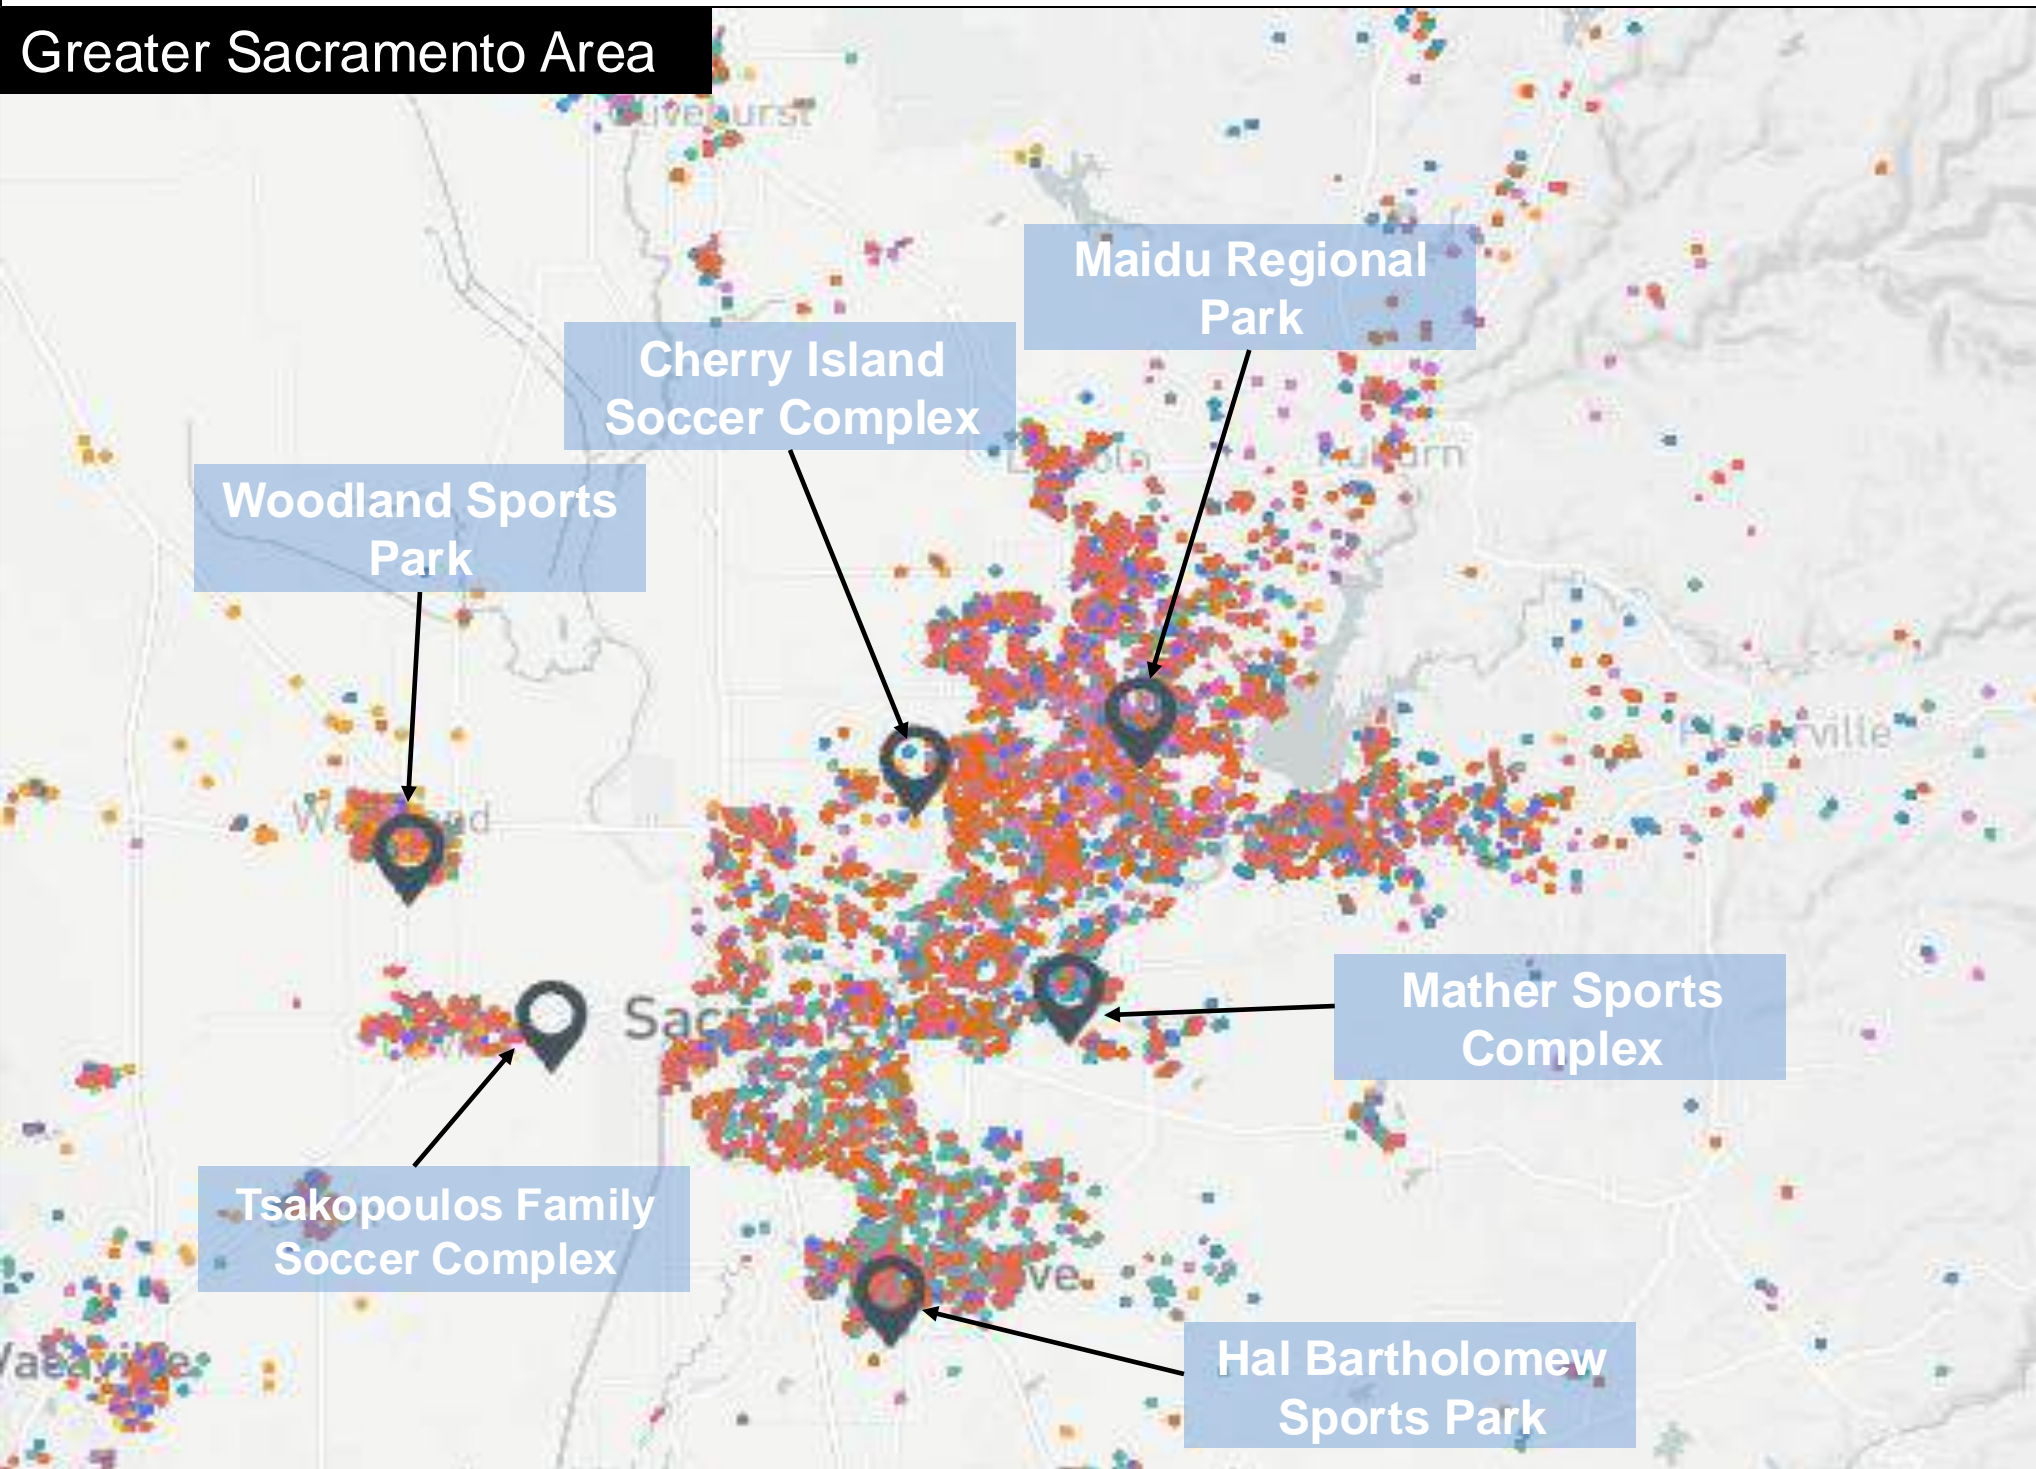 Greater Sacramento Area
Maidu Regional
Park
Cherry Island
Soccer Complex
Woodland Sports
Park
Mather Sports
Complex
Tsakopoulos Family
Soccer Complex
Hal Bartholomew
Sports Park